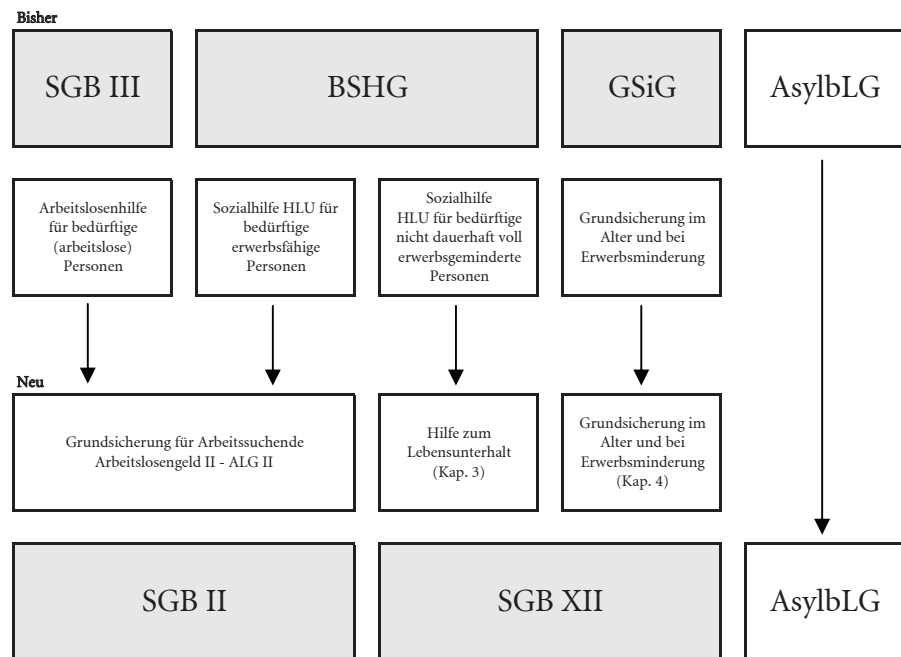 Bisher
SGB III
BSHG
GSiG
AsylbLG
Arbeitslosenhilfe
für bedürftige
(arbeitslose)
Personen
Sozialhilfe HLU für
bedürftige
erwerbsfähige
Personen
Sozialhilfe
HLU für bedürftige
nicht dauerhaft voll
erwerbsgeminderte
Personen
Grundsicherung im
Alter und bei
Erwerbsminderung
Neu
Grundsicherung für Arbeitssuchende
Arbeitslosengeld II - ALG II
Hilfe zum
Lebensunterhalt
(Kap. 3)
Grundsicherung im
Alter und bei
Erwerbsminderung
(Kap. 4)
SGB II
SGB XII
AsylbLG